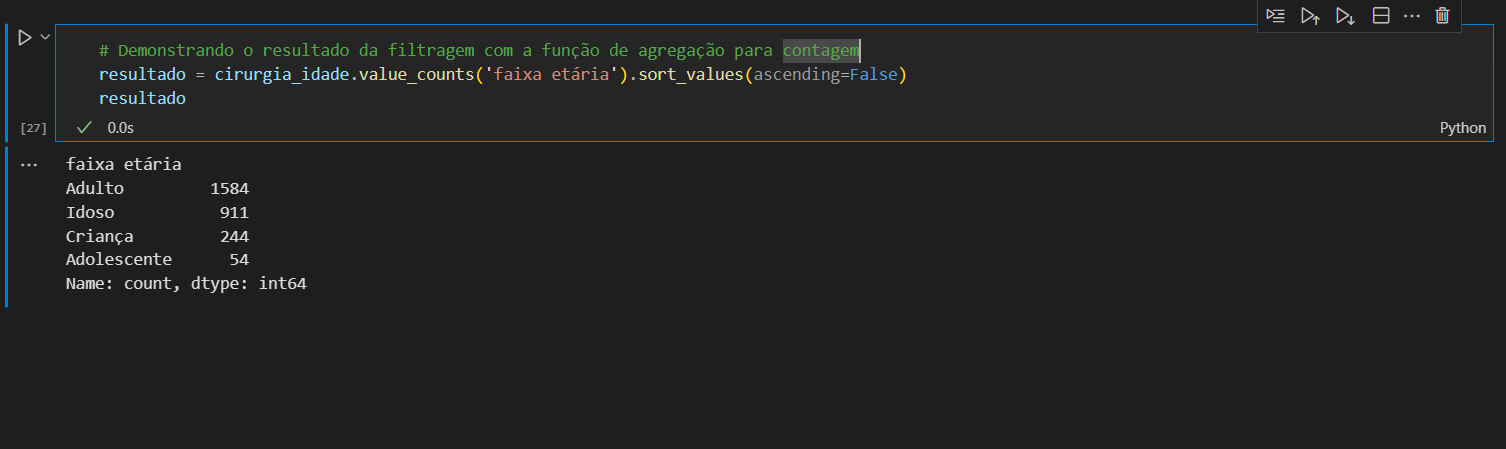 # Demonstrando o resultado da filtragem com a função de agregação para contagem
resultado = cirurgia_idade.value_counts('faixa etária').sort_values(ascending=False)
resultado
[27] 0.0s Python
faixa etária
Adulto 1584
Idoso 911
Criança 244
Adolescente 54
Name: count, dtype: int64